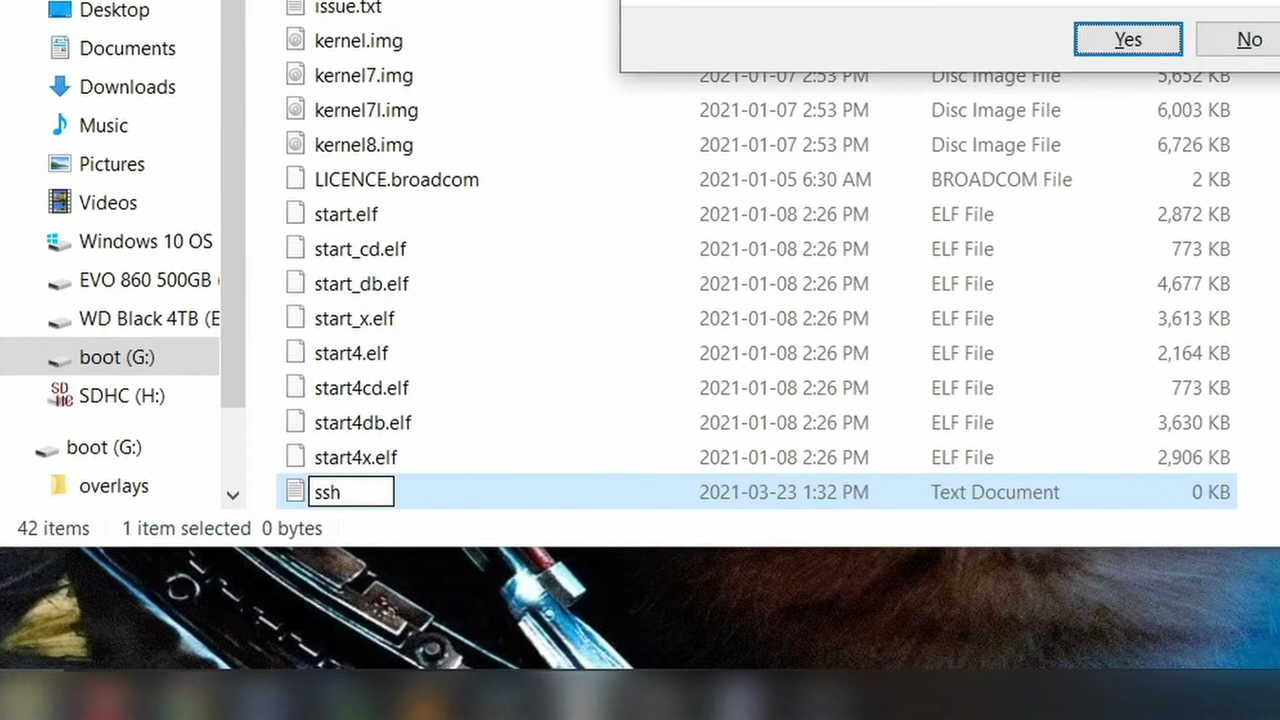 Desktop
Documents
Downloads
Music
Pictures
Videos
Windows 10 OS
EVO 860 500GB (
WD Black 4TB (E
boot (G:)
SDHC (H:)
boot (G:)
overlays
issue.txt
kernel.img
kernel7.img 2021-01-07 2:53 PM Disc Image File 5,652 KB
kernel7l.img 2021-01-07 2:53 PM Disc Image File 6,003 KB
kernel8.img 2021-01-07 2:53 PM Disc Image File 6,726 KB
LICENCE.broadcom 2021-01-05 6:30 AM BROADCOM File 2 KB
start.elf 2021-01-08 2:26 PM ELF File 2,872 KB
start_cd.elf 2021-01-08 2:26 PM ELF File 773 KB
start_db.elf 2021-01-08 2:26 PM ELF File 4,677 KB
start_x.elf 2021-01-08 2:26 PM ELF File 3,613 KB
start4.elf 2021-01-08 2:26 PM ELF File 2,164 KB
start4cd.elf 2021-01-08 2:26 PM ELF File 773 KB
start4db.elf 2021-01-08 2:26 PM ELF File 3,630 KB
start4x.elf 2021-01-08 2:26 PM ELF File 2,906 KB
ssh 2021-03-23 1:32 PM Text Document 0 KB
42 items 1 item selected 0 bytes
Yes No
SD
HC